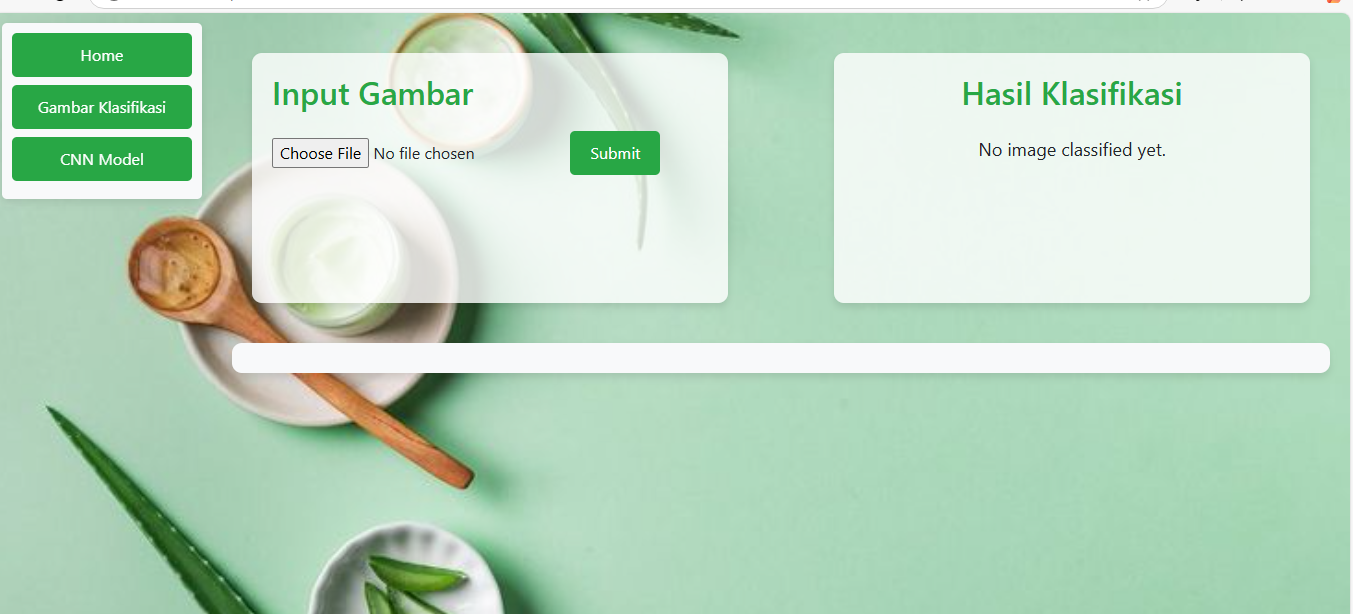 Home
Gambar Klasifikasi
CNN Model
Input Gambar
Choose File No file chosen
Submit
Hasil Klasifikasi
No image classified yet.